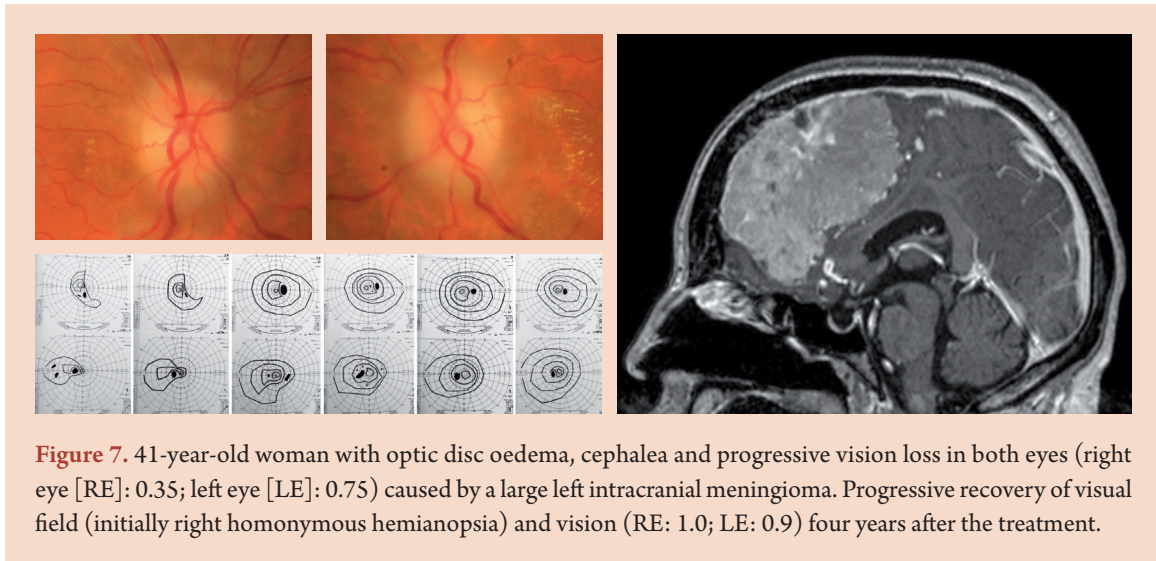 Figure 7. 41-year-old woman with optic disc oedema, cephalea and progressive vision loss in both eyes (right
eye [RE]: 0.35; left eye [LE]: 0.75) caused by a large left intracranial meningioma. Progressive recovery of visual
field (initially right homonymous hemianopsia) and vision (RE: 1.0; LE: 0.9) four years after the treatment.